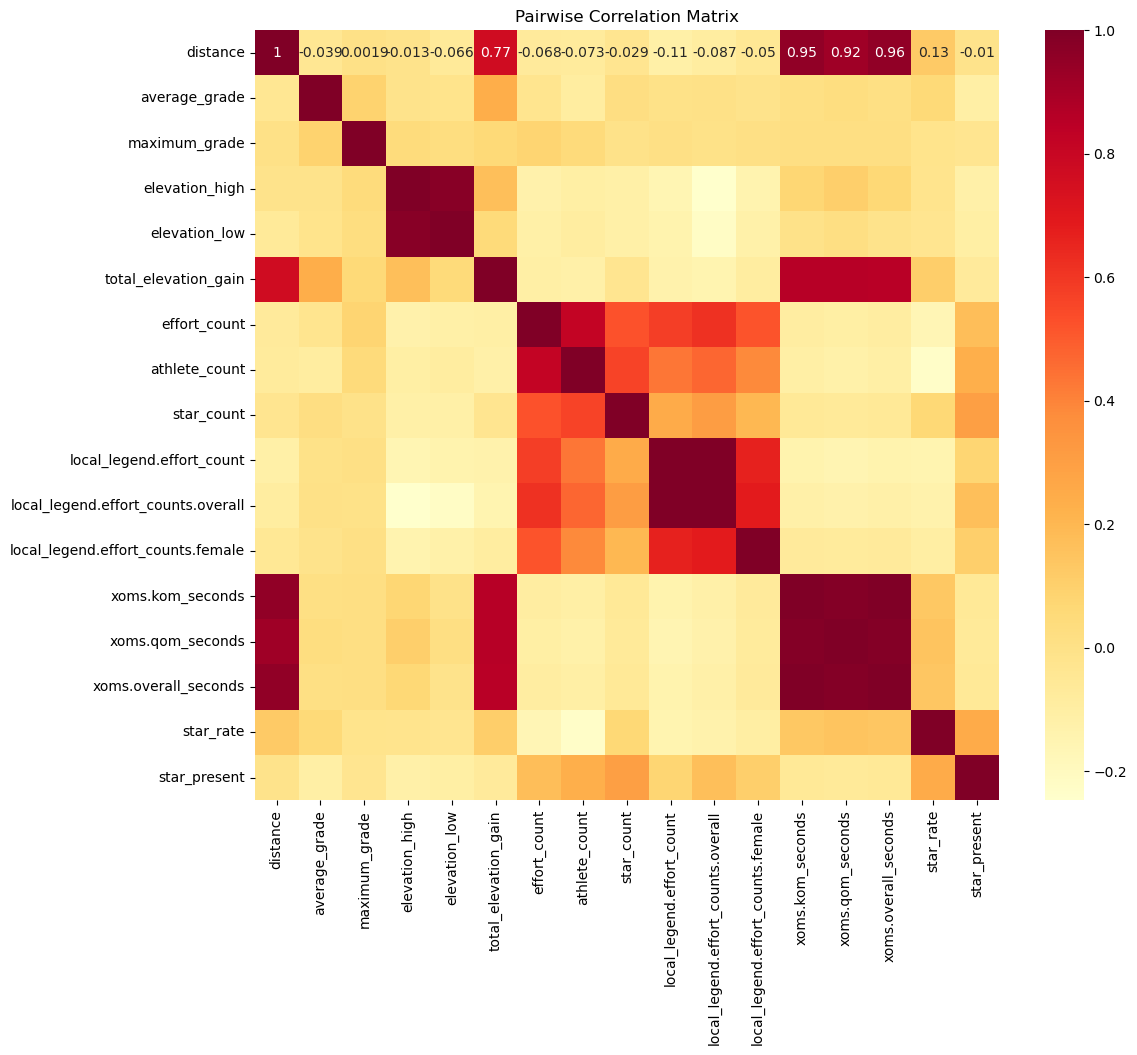 Pairwise Correlation Matrix
distance 1 -0.039 0.0019 -0.013 -0.066 0.77 -0.068 -0.073 -0.029 -0.11 -0.087 -0.05 0.95 0.92 0.96 0.13 -0.01
average_grade
maximum_grade
elevation_high
elevation_low
total_elevation_gain
effort_count
athlete_count
star_count
local_legend.effort_count
local_legend.effort_counts.overall
local_legend.effort_counts.female
xoms.kom_seconds
xoms.qom_seconds
xoms.overall_seconds
star_rate
star_present
distance
average_grade
maximum_grade
elevation_high
elevation_low
total_elevation_gain
effort_count
athlete_count
star_count
local_legend.effort_count
local_legend.effort_counts.overall
local_legend.effort_counts.female
xoms.kom_seconds
xoms.qom_seconds
xoms.overall_seconds
star_rate
star_present
1.0
0.8
0.6
0.4
0.2
0.0
−0.2